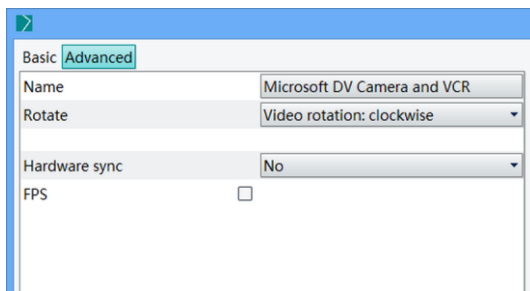 Basic Advanced
Name Microsoft DV Camera and VCR
Rotate Video rotation: clockwise
Hardware sync No
FPS